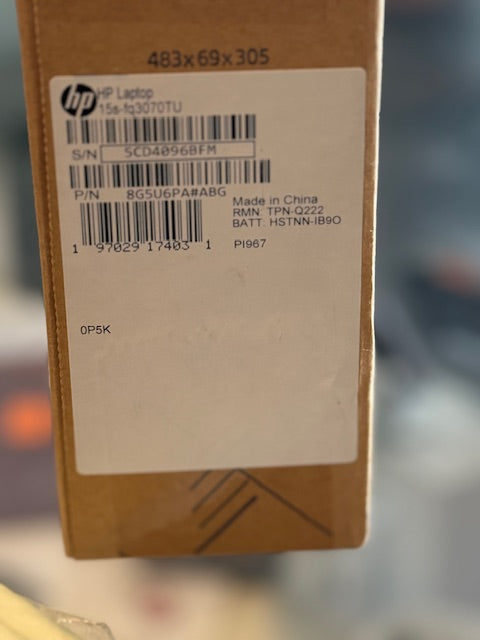 483x69x305
hp HP Laptop
15s-fq3070TU
S/N 5CD4096BFM
P/N 8G5U6PA#ABG
Made in China
RMN: TPN-Q222
BATT: HSTNN-IB9O
1 97029 17403 1
PI967
0P5K